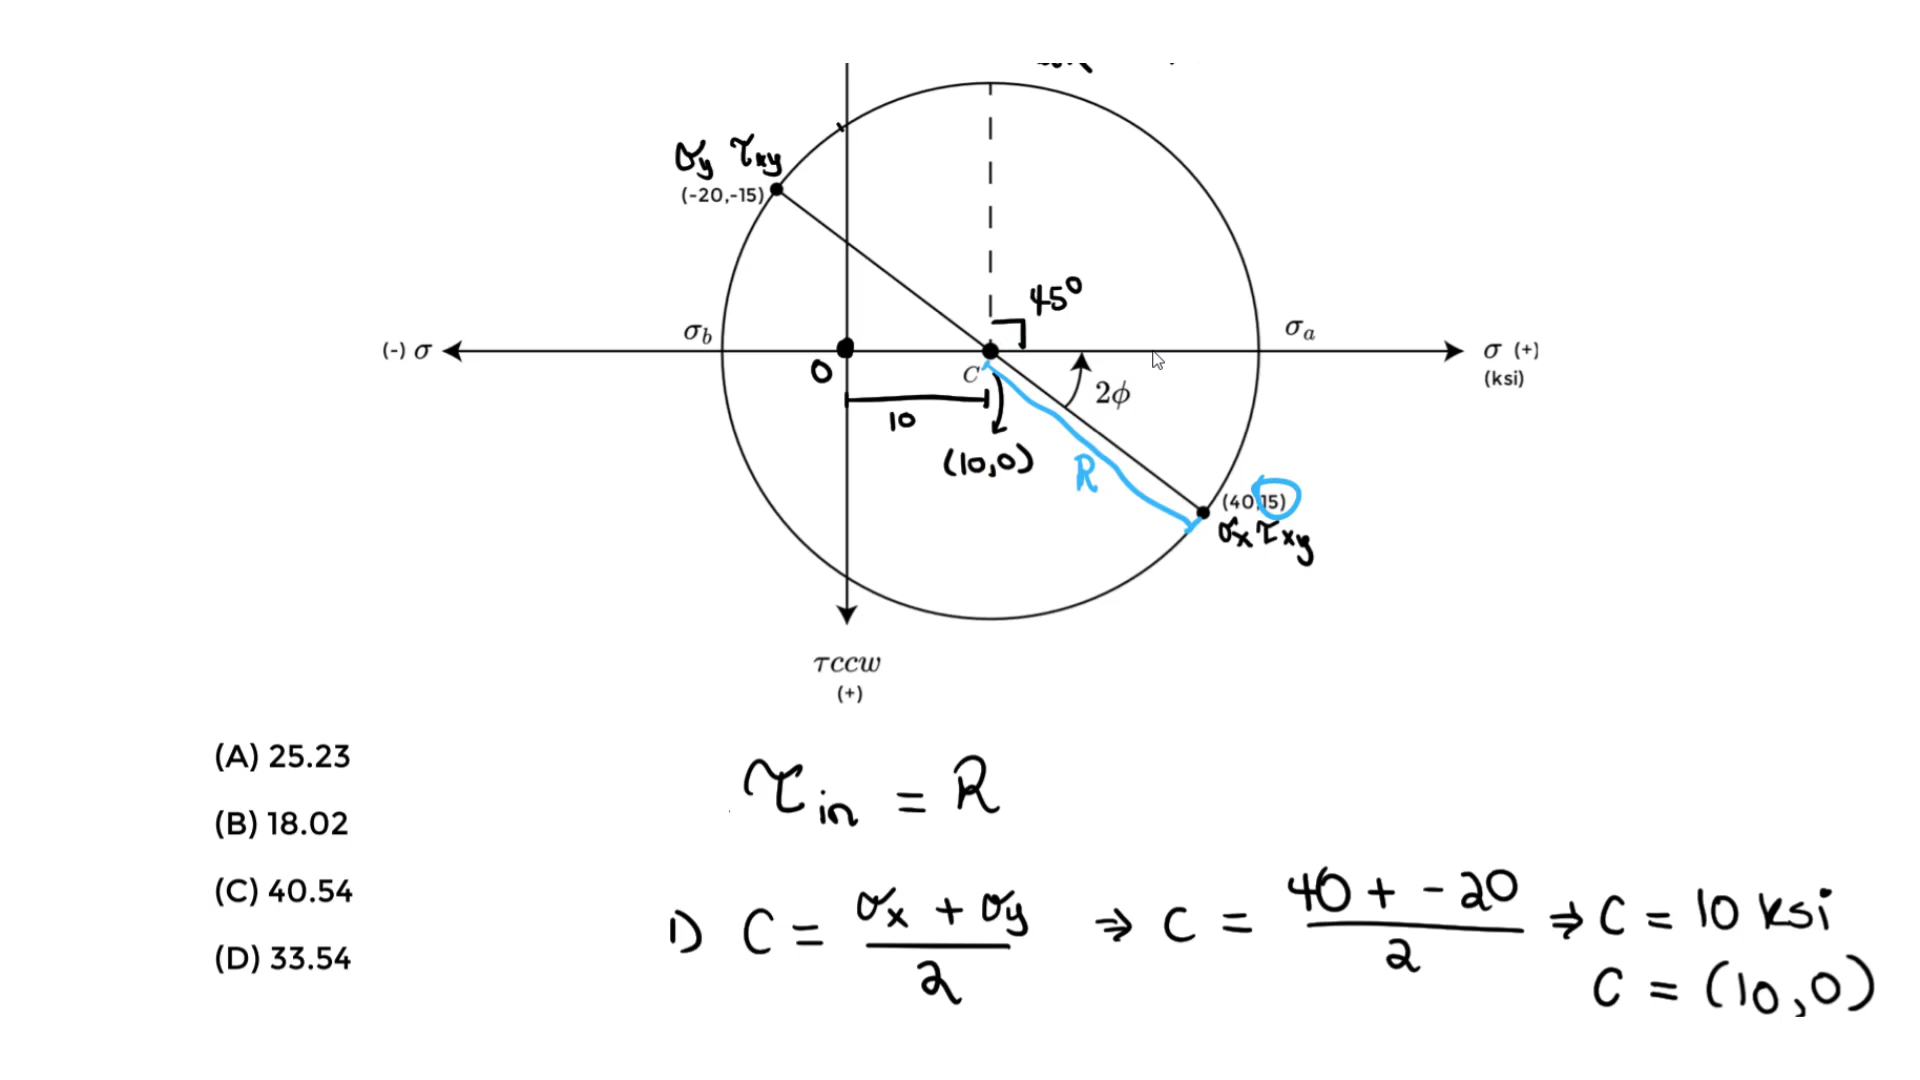 σy τxy
(-20,-15)
45°
(-) σ
σb
σa
σ (+)
(ksi)
O
C
2ϕ
10
(10,0)
R
(40,15)
σx τxy
τccw
(+)
(A) 25.23
(B) 18.02
(C) 40.54
(D) 33.54
τin = R
1) C = σx + σy / 2 ⇒ C = 40 + -20 / 2 ⇒ C = 10 ksi
C = (10,0)